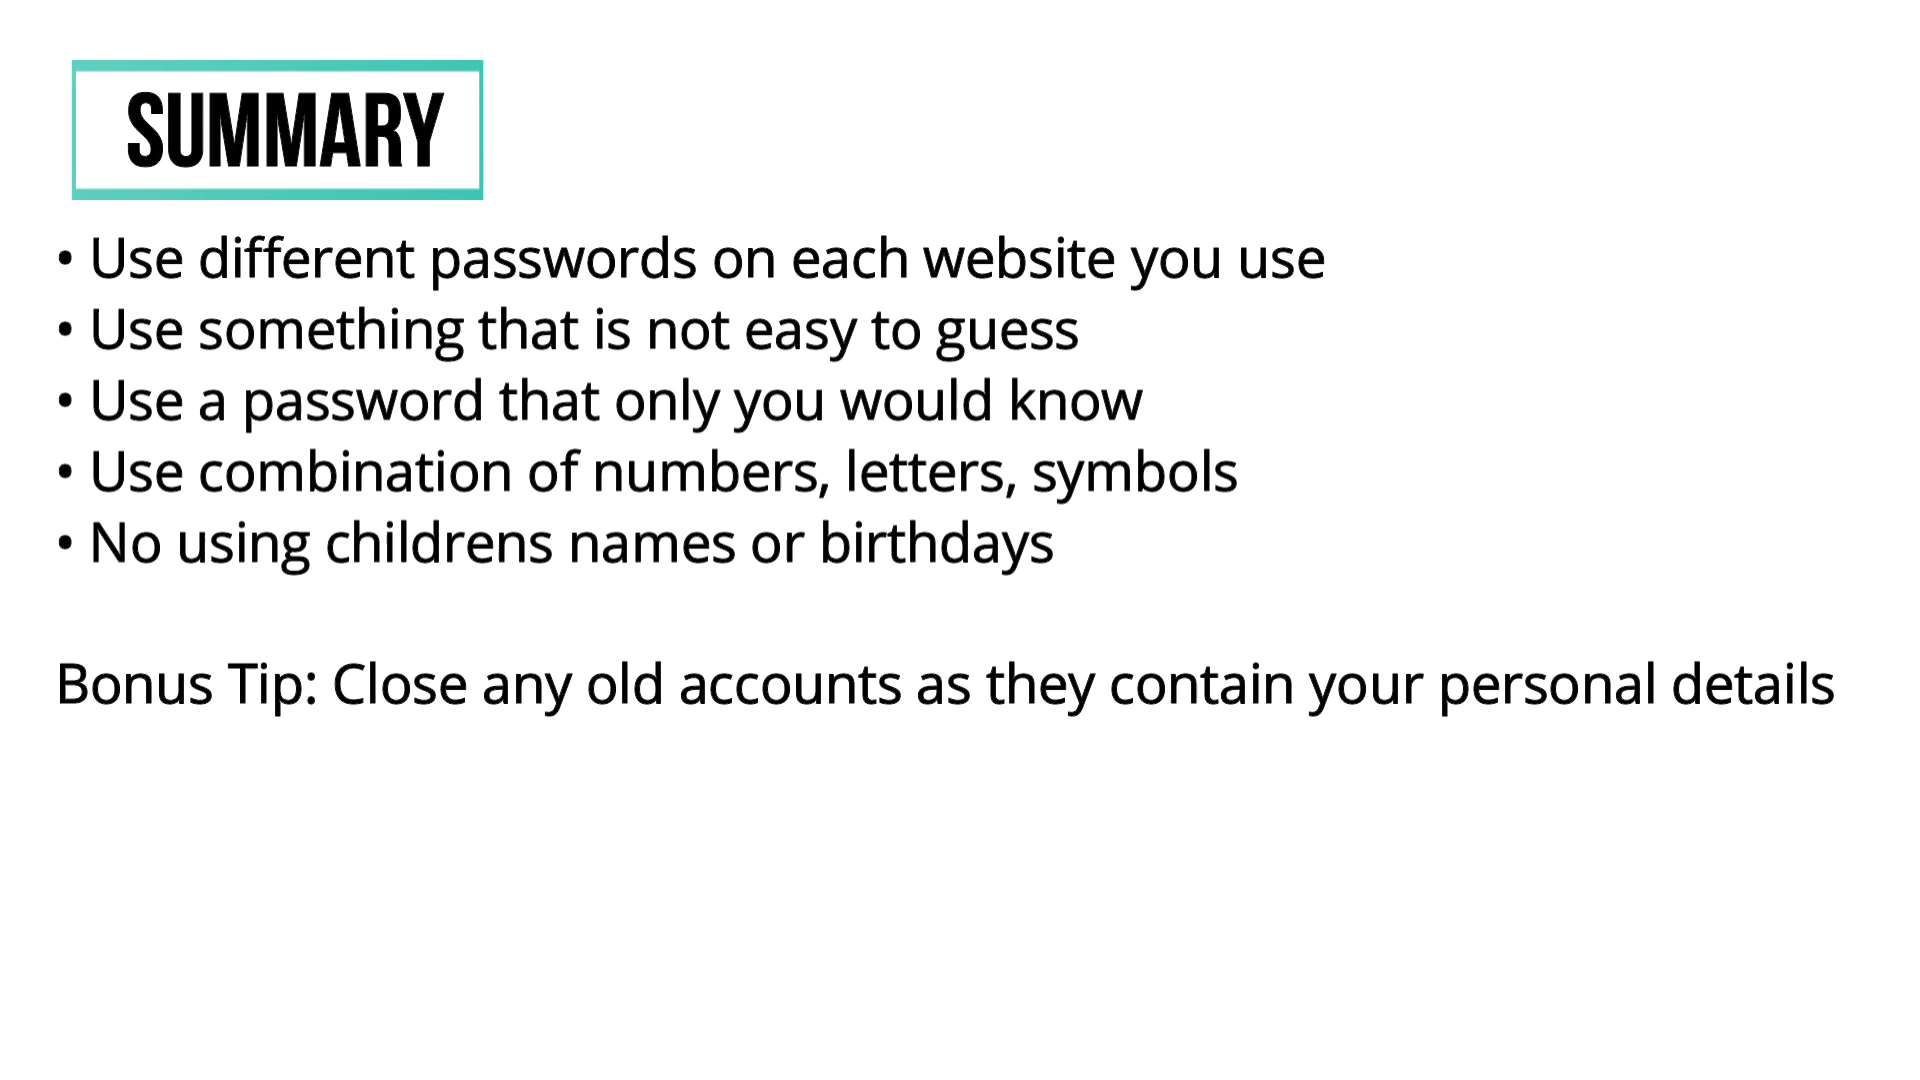 SUMMARY
• Use different passwords on each website you use
• Use something that is not easy to guess
• Use a password that only you would know
• Use combination of numbers, letters, symbols
• No using childrens names or birthdays
Bonus Tip: Close any old accounts as they contain your personal details